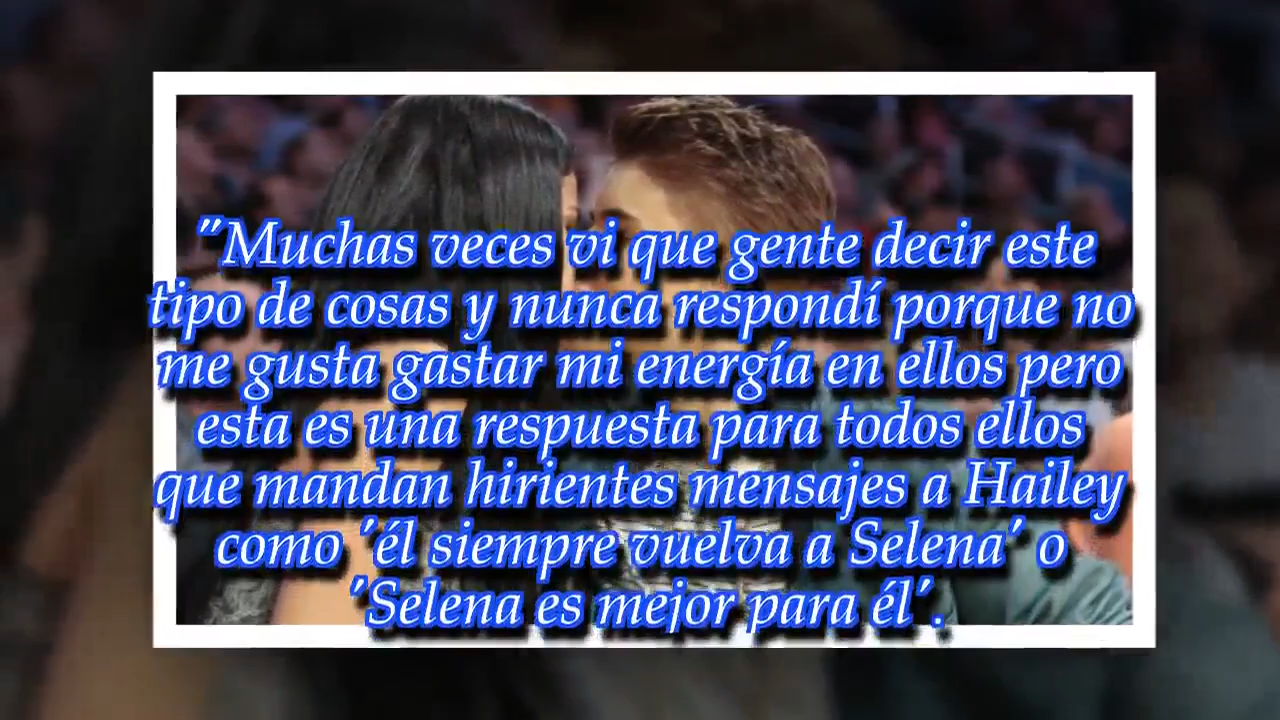 "Muchas veces vi que gente decir este
tipo de cosas y nunca respondí porque no
me gusta gastar mi energía en ellos pero
esta es una respuesta para todos ellos
que mandan hirientes mensajes a Hailey
como 'él siempre vuelva a Selena' o
'Selena es mejor para él'.